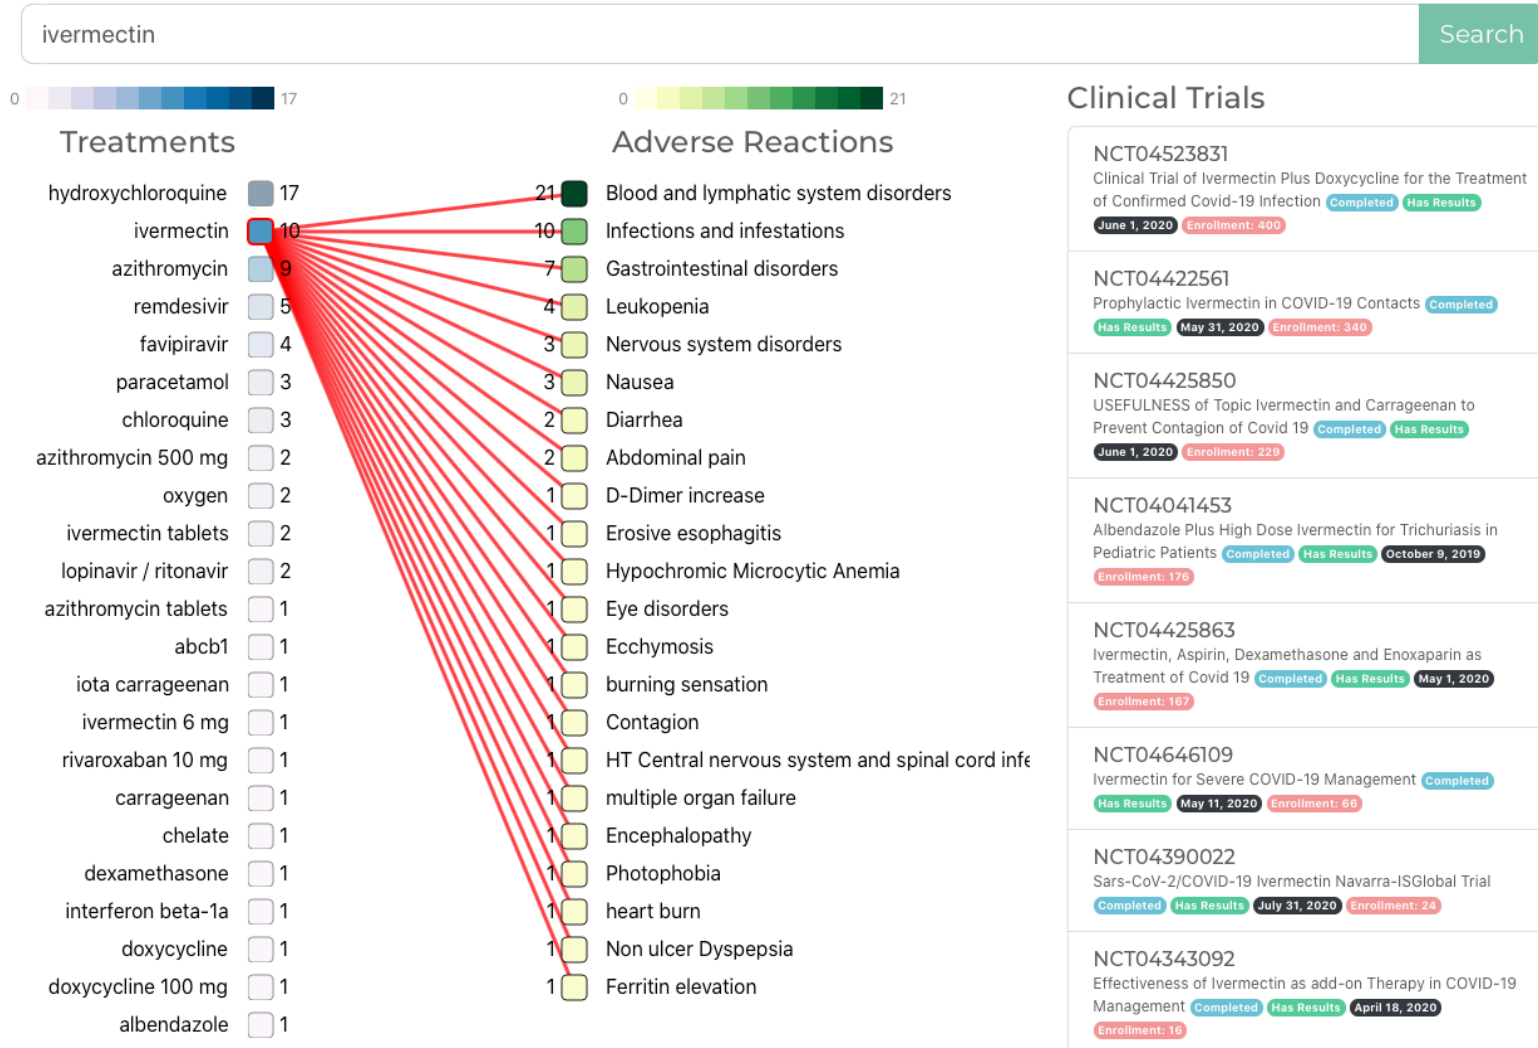 ivermectin
Search
0
17
0
21
Treatments
Adverse Reactions
hydroxychloroquine 17
ivermectin 10
azithromycin 9
remdesivir 5
favipiravir 4
paracetamol 3
chloroquine 3
azithromycin 500 mg 2
oxygen 2
ivermectin tablets 2
lopinavir / ritonavir 2
azithromycin tablets 1
abcb1 1
iota carrageenan 1
ivermectin 6 mg 1
rivaroxaban 10 mg 1
carrageenan 1
chelate 1
dexamethasone 1
interferon beta-1a 1
doxycycline 1
doxycycline 100 mg 1
albendazole 1
21 Blood and lymphatic system disorders
10 Infections and infestations
7 Gastrointestinal disorders
4 Leukopenia
3 Nervous system disorders
3 Nausea
2 Diarrhea
2 Abdominal pain
1 D-Dimer increase
1 Erosive esophagitis
1 Hypochromic Microcytic Anemia
1 Eye disorders
1 Ecchymosis
1 burning sensation
1 Contagion
1 HT Central nervous system and spinal cord infe
1 multiple organ failure
1 Encephalopathy
1 Photophobia
1 heart burn
1 Non ulcer Dyspepsia
1 Ferritin elevation
Clinical Trials
NCT04523831
Clinical Trial of Ivermectin Plus Doxycycline for the Treatment
of Confirmed Covid-19 Infection Completed Has Results
June 1, 2020 Enrollment: 400
NCT04422561
Prophylactic Ivermectin in COVID-19 Contacts Completed
Has Results May 31, 2020 Enrollment: 340
NCT04425850
USEFULNESS of Topic Ivermectin and Carrageenan to
Prevent Contagion of Covid 19 Completed Has Results
June 1, 2020 Enrollment: 229
NCT04041453
Albendazole Plus High Dose Ivermectin for Trichuriasis in
Pediatric Patients Completed Has Results October 9, 2019
Enrollment: 176
NCT04425863
Ivermectin, Aspirin, Dexamethasone and Enoxaparin as
Treatment of Covid 19 Completed Has Results May 1, 2020
Enrollment: 167
NCT04646109
Ivermectin for Severe COVID-19 Management Completed
Has Results May 11, 2020 Enrollment: 66
NCT04390022
Sars-CoV-2/COVID-19 Ivermectin Navarra-ISGlobal Trial
Completed Has Results July 31, 2020 Enrollment: 24
NCT04343092
Effectiveness of Ivermectin as add-on Therapy in COVID-19
Management Completed Has Results April 18, 2020
Enrollment: 16